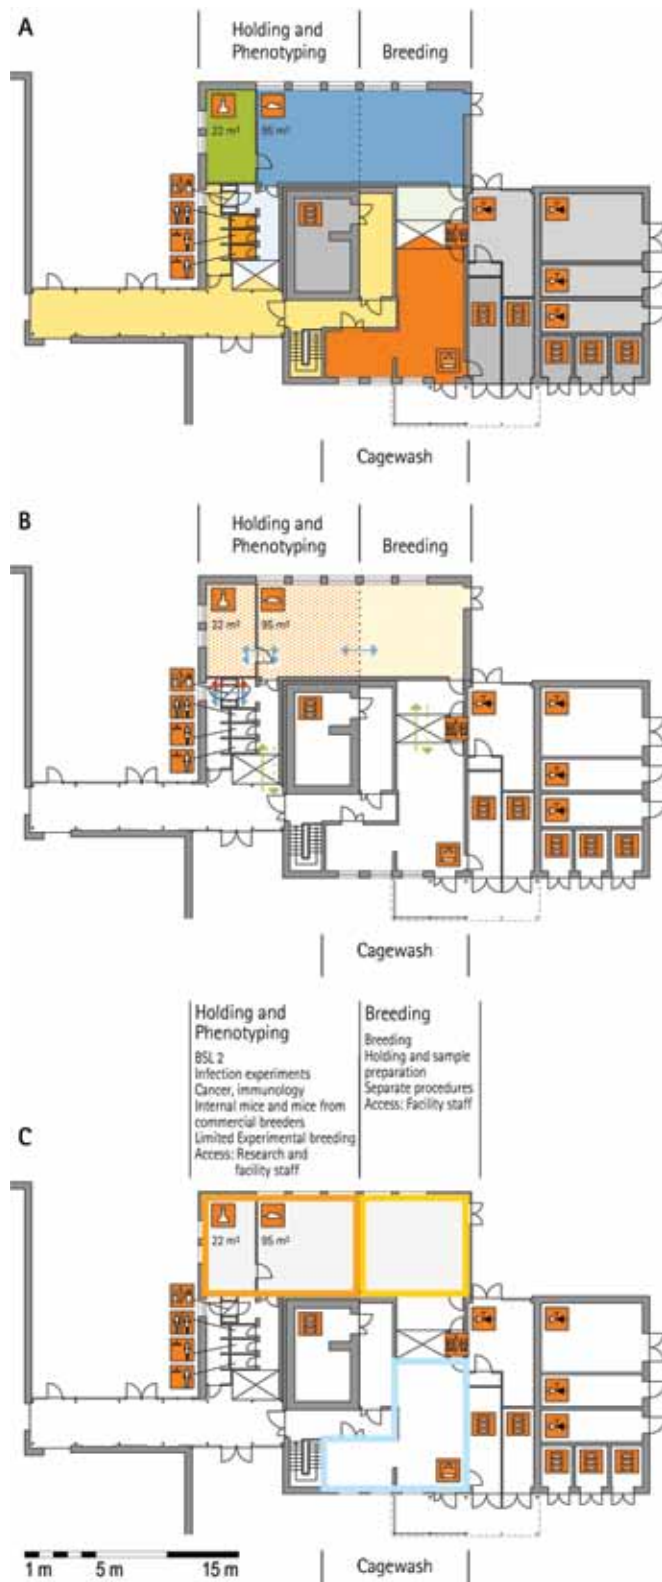 A
Holding and
Phenotyping
Breeding
22 m²
95 m²
Cagewash
B
Holding and
Phenotyping
Breeding
22 m²
95 m²
Cagewash
Holding and
Phenotyping
BSL 2
Infection experiments
Cancer, immunology
Internal mice and mice from
commercial breeders
Limited Experimental breeding
Access: Research and
facility staff
Breeding
Breeding
Holding and sample
preparation
Separate procedures
Access: Facility staff
C
22 m²
95 m²
1 m
5 m
15 m
Cagewash